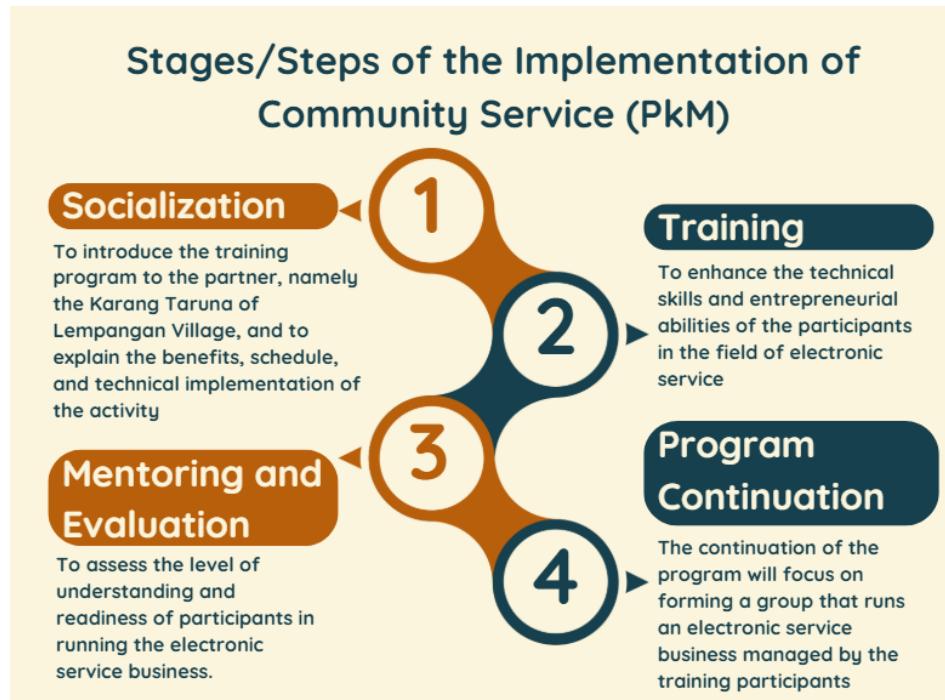 Stages/Steps of the Implementation of
Community Service (PkM)
1
Socialization
To introduce the training
program to the partner, namely
the Karang Taruna of
Lempangan Village, and to
explain the benefits, schedule,
and technical implementation of
the activity
2
Training
To enhance the technical
skills and entrepreneurial
abilities of the participants
in the field of electronic
service
3
Mentoring and
Evaluation
To assess the level of
understanding and
readiness of participants in
running the electronic
service business.
4
Program
Continuation
The continuation of the
program will focus on
forming a group that runs
an electronic service
business managed by the
training participants